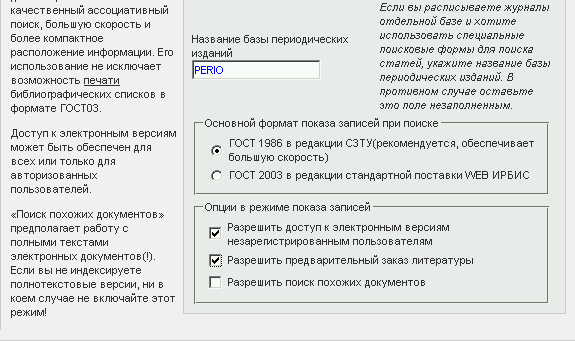 качественный ассоциативный
поиск, большую скорость и
более компактное
расположение информации. Его
использование не исключает
возможность печати
библиографических списков в
формате ГОСТ03.
Доступ к электронным версиям
может быть обеспечен для
всех или только для
авторизованных
пользователей.
«Поиск похожих документов»
предполагает работу с
полными текстами
электронных документов(!).
Если вы не индексируете
полнотекстовые версии, ни в
коем случае не включайте этот
режим!
Название базы периодических
изданий
PERIO
Если вы расписываете журналы
отдельной базе и хотите
использовать специальные
поисковые формы для поиска
статей, укажите название базы
периодических изданий. В
противном случае оставьте
это поле незаполненным.
Основной формат показа записей при поиске
ГОСТ 1986 в редакции СЗТУ(рекомендуется, обеспечивает
большую скорость)
ГОСТ 2003 в редакции стандартной поставки WEB ИРБИС
Опции в режиме показа записей
Разрешить доступ к электронным версиям
незарегистрированным пользователям
Разрешить предварительный заказ литературы
Разрешить поиск похожих документов